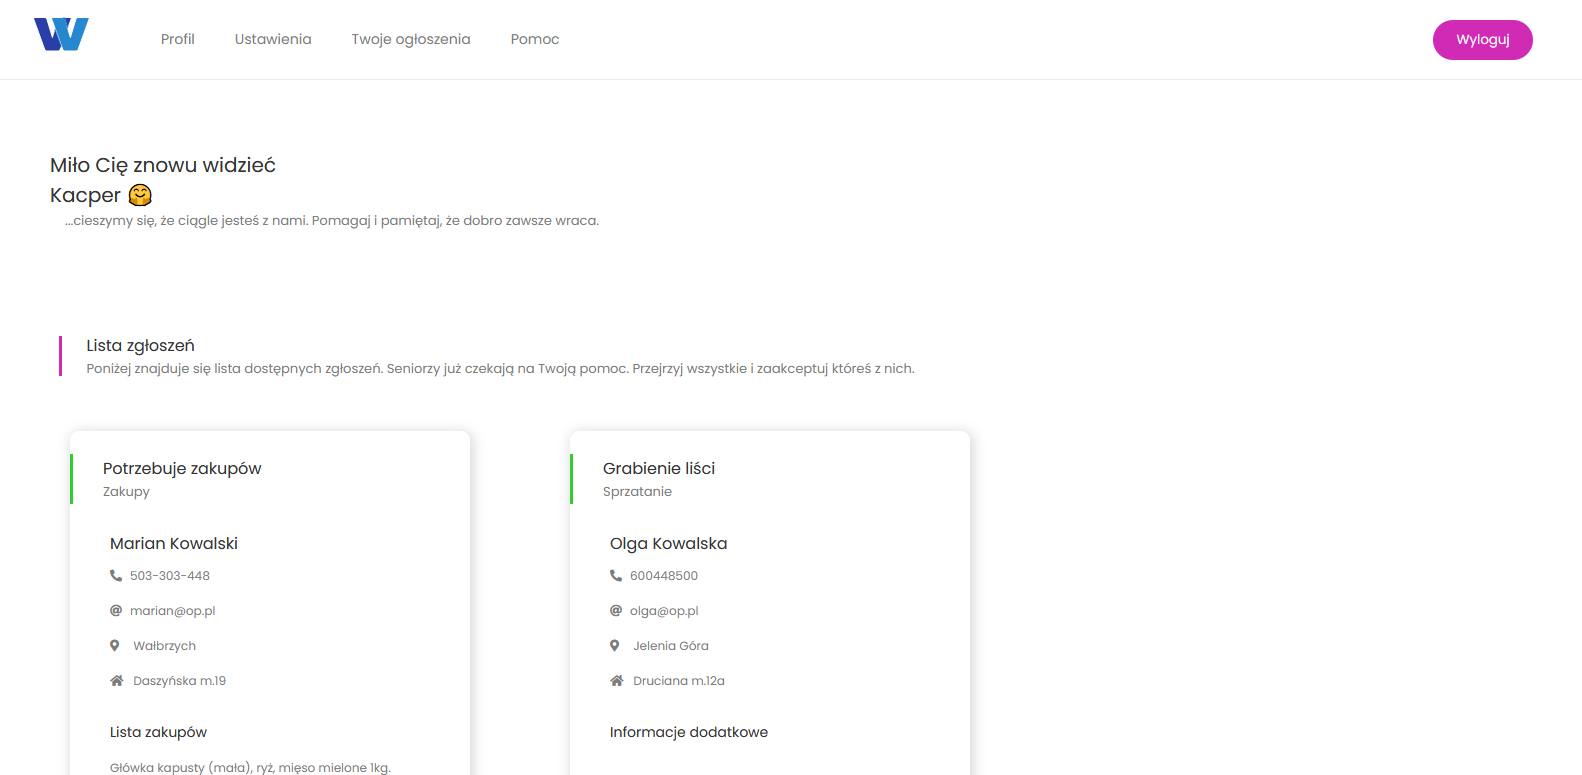 W
Profil
Ustawienia
Twoje ogłoszenia
Pomoc
Wyloguj
Miło Cię znowu widzieć
Kacper 🤗
...cieszymy się, że ciągle jesteś z nami. Pomagaj i pamiętaj, że dobro zawsze wraca.
Lista zgłoszeń
Poniżej znajduje się lista dostępnych zgłoszeń. Seniorzy już czekają na Twoją pomoc. Przejrzyj wszystkie i zaakceptuj któreś z nich.
Potrzebuje zakupów
Zakupy
Marian Kowalski
503-303-448
marian@op.pl
Wałbrzych
Daszyńska m.19
Lista zakupów
Główka kapusty (mała), ryż, mięso mielone 1kg.
Grabienie liści
Sprzatanie
Olga Kowalska
600448500
olga@op.pl
Jelenia Góra
Druciana m.12a
Informacje dodatkowe